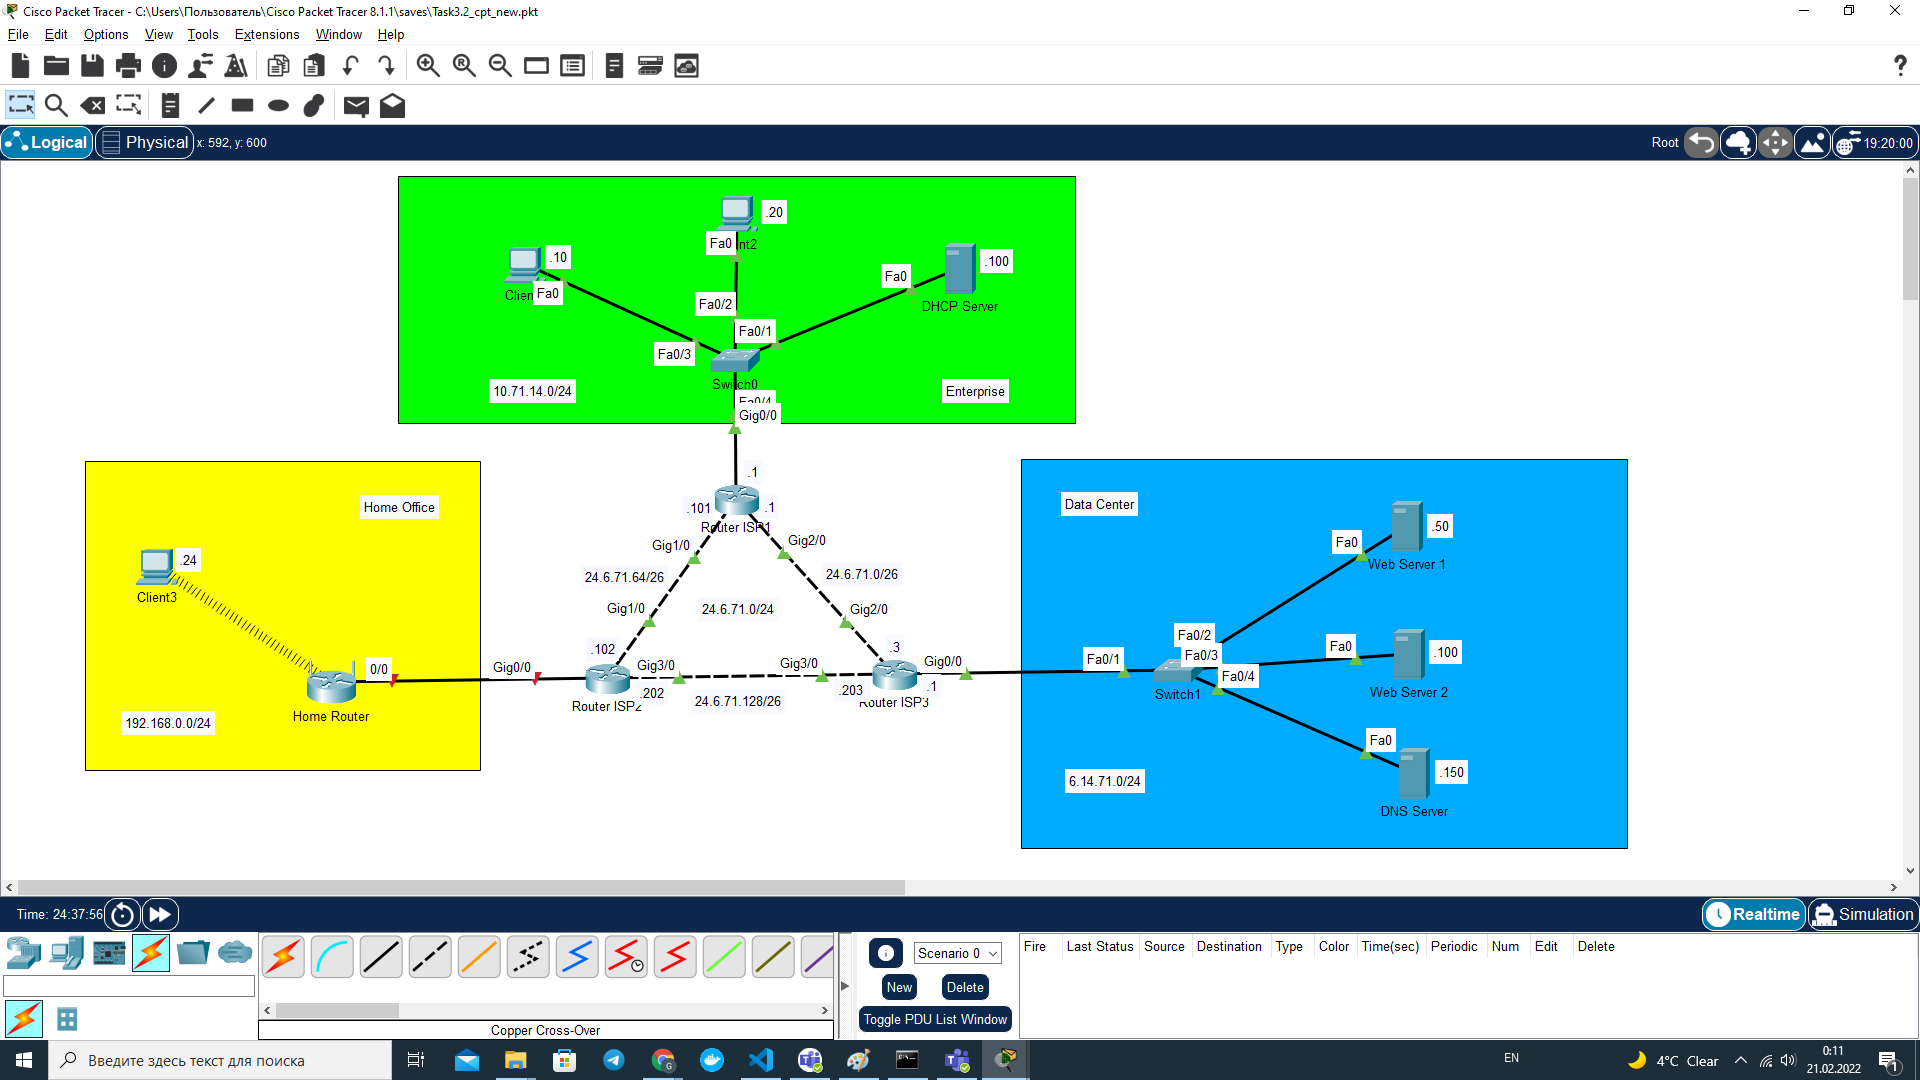 Cisco Packet Tracer - C:\Users\Пользователь\Cisco Packet Tracer 8.1.1\saves\Task3.2_cpt_new.pkt
File Edit Options View Tools Extensions Window Help
?
Logical Physical x: 592, y: 600
Root 19:20:00
.20
Fa0
.10
Fa0
Fa0
.100
DHCP Server
Fa0/2
Fa0/1
Fa0/3
Switch0
10.71.14.0/24
Enterprise
Fa0/4
Gig0/0
.1
.101
.1
Router ISP1
Gig1/0
Gig2/0
24.6.71.64/26
24.6.71.0/26
Gig1/0
24.6.71.0/24
Gig2/0
.102
.3
Gig0/0
Gig3/0
Gig3/0
Gig0/0
.202
.203
.1
Router ISP2
24.6.71.128/26
Router ISP3
Home Office
.24
Client3
0/0
Home Router
192.168.0.0/24
Data Center
.50
Fa0
Web Server 1
Fa0/2
Fa0/3
Fa0/1
Fa0/4
Switch1
Fa0
.100
Web Server 2
Fa0
.150
DNS Server
6.14.71.0/24
Time: 24:37:56
Realtime Simulation
Scenario 0
New Delete
Toggle PDU List Window
Fire Last Status Source Destination Type Color Time(sec) Periodic Num Edit Delete
Copper Cross-Over
Введите здесь текст для поиска
EN
4°C Clear
0:11
21.02.2022
1